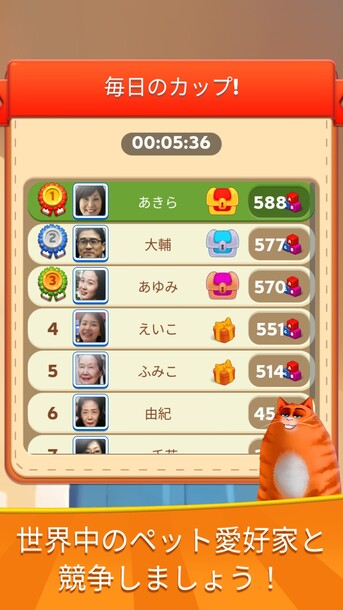 毎日のカップ!
00:05:36
1 あきら 588
2 大輔 577
3 あゆみ 570
4 えいこ 551
5 ふみこ 514
6 由紀 45
世界中のペット愛好家と
競争しましょう！